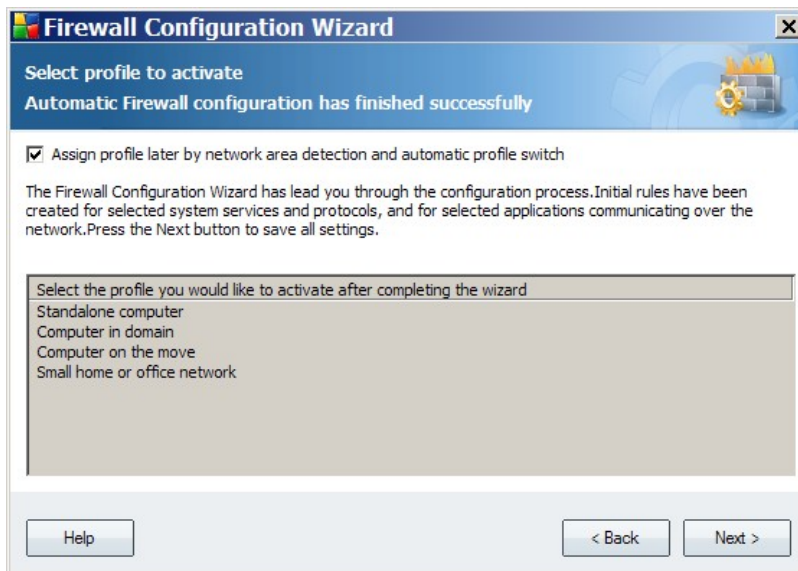 Firewall Configuration Wizard
Select profile to activate
Automatic Firewall configuration has finished successfully
Assign profile later by network area detection and automatic profile switch
The Firewall Configuration Wizard has lead you through the configuration process.Initial rules have been
created for selected system services and protocols, and for selected applications communicating over the
network.Press the Next button to save all settings.
Select the profile you would like to activate after completing the wizard
Standalone computer
Computer in domain
Computer on the move
Small home or office network
Help
< Back
Next >